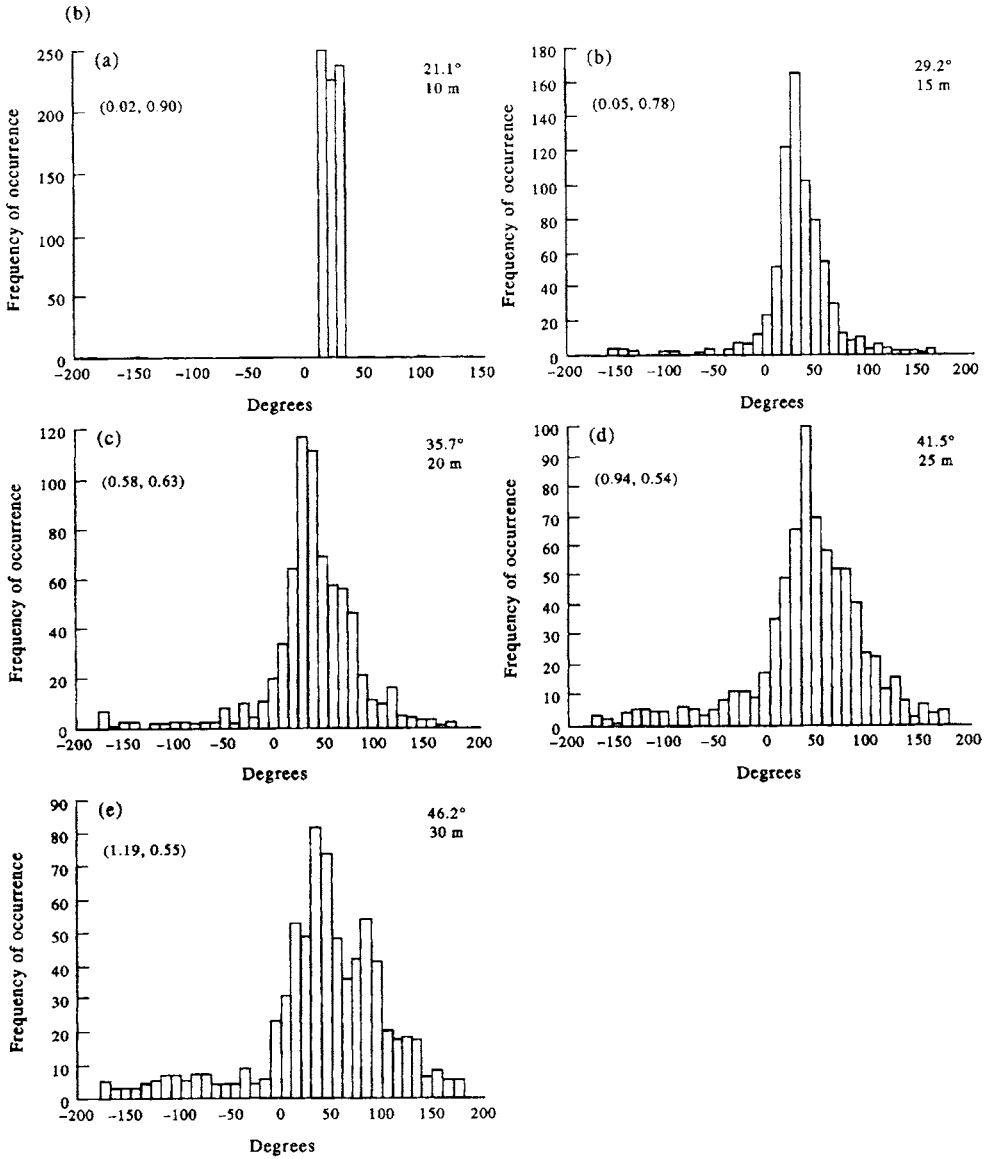 (b)
(a)
21.1°
10 m
(0.02, 0.90)
Frequency of occurrence
250
200
150
100
50
0
-200 -150 -100 -50 0 50 100 150
Degrees
(b)
29.2°
15 m
(0.05, 0.78)
Frequency of occurrence
180
160
140
120
100
80
60
40
20
0
-200 -150 -100 -50 0 50 100 150 200
Degrees
(c)
35.7°
20 m
(0.58, 0.63)
Frequency of occurrence
120
100
80
60
40
20
0
-200 -150 -100 -50 0 50 100 150 200
Degrees
(d)
41.5°
25 m
(0.94, 0.54)
Frequency of occurrence
100
90
80
70
60
50
40
30
20
10
0
-200 -150 -100 -50 0 50 100 150 200
Degrees
(e)
46.2°
30 m
(1.19, 0.55)
Frequency of occurrence
90
80
70
60
50
40
30
20
10
0
-200 -150 -100 -50 0 50 100 150 200
Degrees